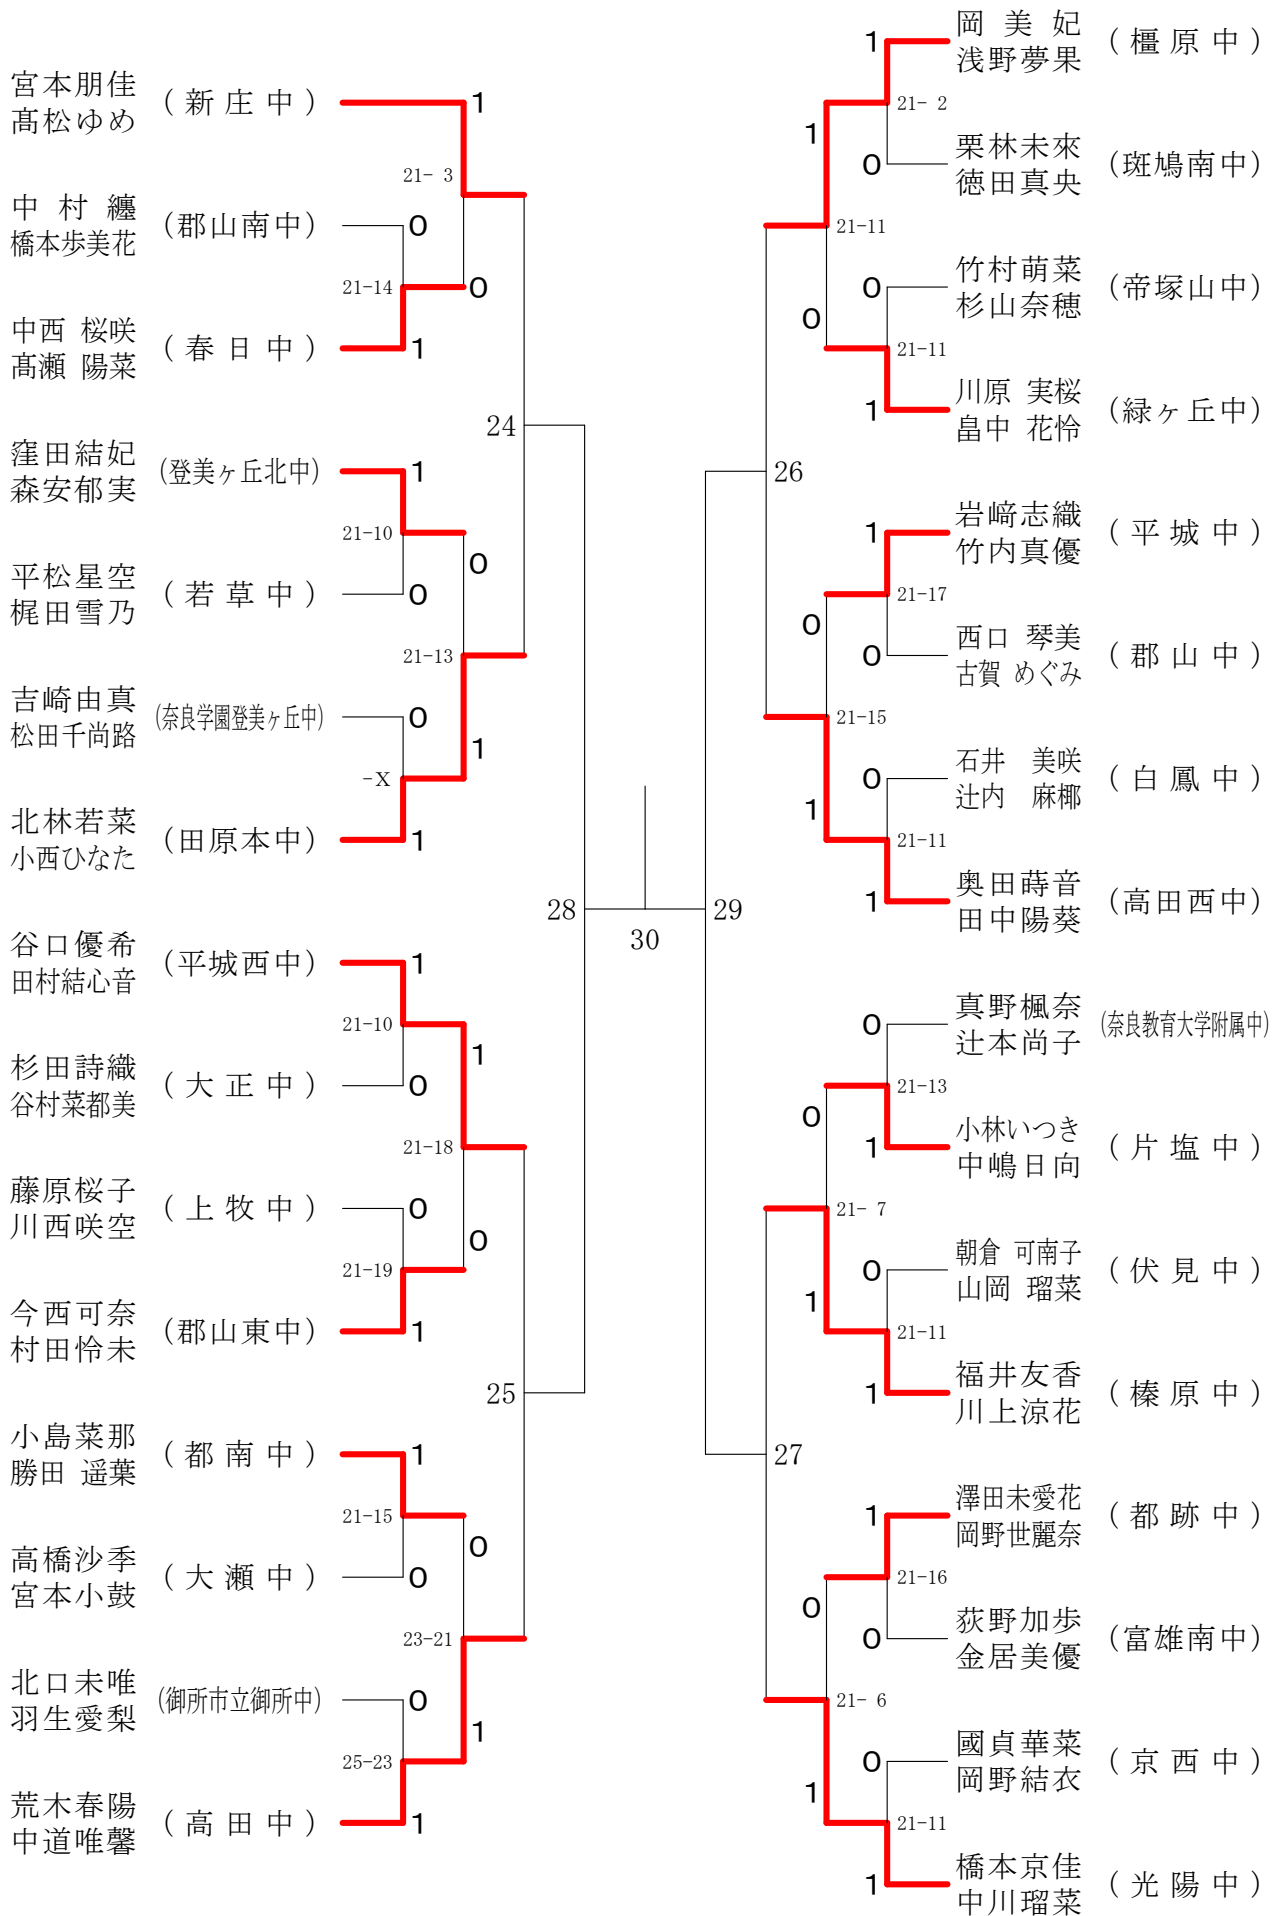 宮本朋佳
髙松ゆめ
(新庄中)
1
21- 3
中村纏
橋本歩美花
(郡山南中)
0
21-14
0
中西 桜咲
髙瀬 陽菜
(春日中)
1
24
窪田結妃
森安郁実
(登美ヶ丘北中)
1
21-10
0
平松星空
梶田雪乃
(若草中)
0
21-13
吉崎由真
松田千尚路
(奈良学園登美ヶ丘中)
0
1
-X
北林若菜
小西ひなた
(田原本中)
1
28
谷口優希
田村結心音
(平城西中)
1
21-10
1
杉田詩織
谷村菜都美
(大正中)
0
21-18
藤原桜子
川西咲空
(上牧中)
0
0
21-19
今西可奈
村田怜未
(郡山東中)
1
25
小島菜那
勝田 遥葉
(都南中)
1
21-15
0
高橋沙季
宮本小鼓
(大瀬中)
0
23-21
北口未唯
羽生愛梨
(御所市立御所中)
0
1
25-23
荒木春陽
中道唯馨
(高田中)
1
30
1
岡美妃
浅野夢果
(橿原中)
21- 2
1
0
栗林未來
徳田真央
(斑鳩南中)
21-11
0
竹村萌菜
杉山奈穂
(帝塚山中)
0
21-11
1
川原 実桜
畠中 花怜
(緑ヶ丘中)
26
1
岩﨑志織
竹内真優
(平城中)
21-17
0
0
西口 琴美
古賀 めぐみ
(郡山中)
21-15
0
石井 美咲
辻内 麻椰
(白鳳中)
1
21-11
1
奥田蒔音
田中陽葵
(高田西中)
29
0
真野楓奈
辻本尚子
(奈良教育大学附属中)
21-13
0
1
小林いつき
中嶋日向
(片塩中)
21- 7
0
朝倉 可南子
山岡 瑠菜
(伏見中)
1
21-11
1
福井友香
川上涼花
(榛原中)
27
1
澤田未愛花
岡野世麗奈
(都跡中)
21-16
0
0
荻野加歩
金居美優
(富雄南中)
21- 6
0
國貞華菜
岡野結衣
(京西中)
1
21-11
1
橋本京佳
中川瑠菜
(光陽中)